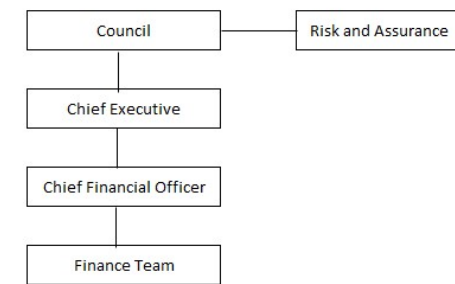 Council
Risk and Assurance
Chief Executive
Chief Financial Officer
Finance Team